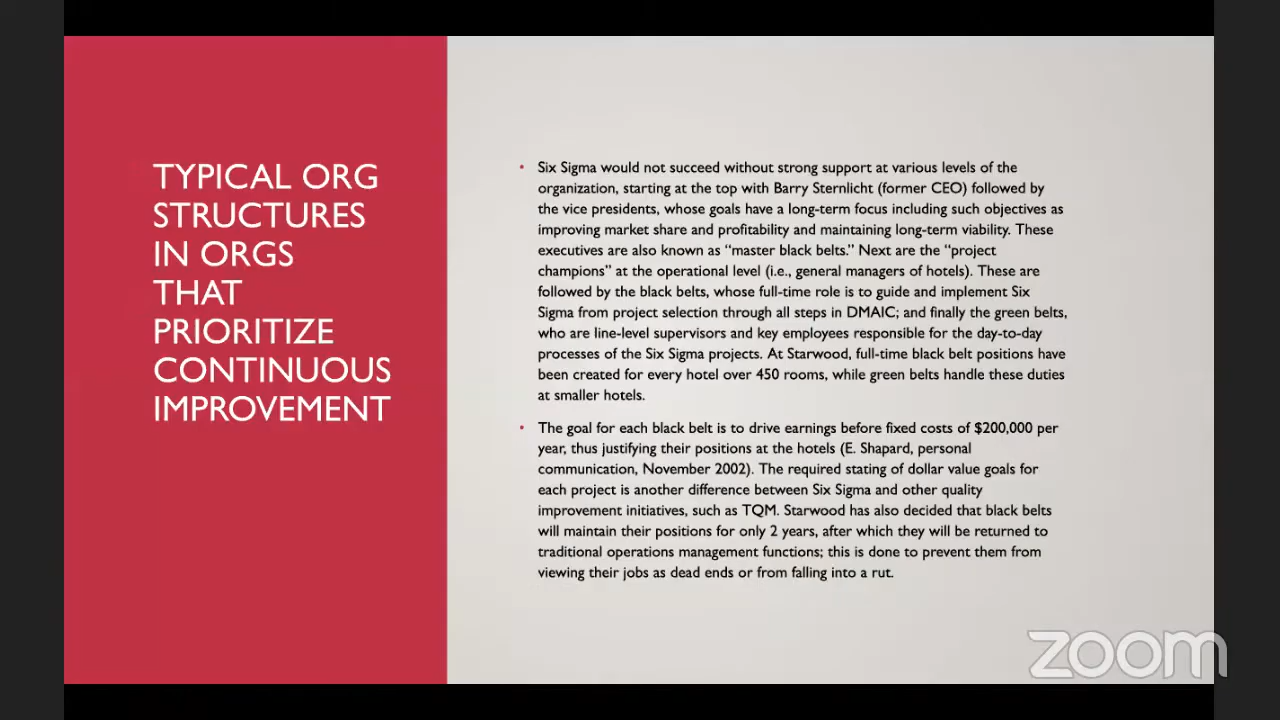 TYPICAL ORG
STRUCTURES
IN ORGS
THAT
PRIORITIZE
CONTINUOUS
IMPROVEMENT
• Six Sigma would not succeed without strong support at various levels of the
organization, starting at the top with Barry Sternlicht (former CEO) followed by
the vice presidents, whose goals have a long-term focus including such objectives as
improving market share and profitability and maintaining long-term viability. These
executives are also known as “master black belts.” Next are the “project
champions” at the operational level (i.e., general managers of hotels). These are
followed by the black belts, whose full-time role is to guide and implement Six
Sigma from project selection through all steps in DMAIC; and finally the green belts,
who are line-level supervisors and key employees responsible for the day-to-day
processes of the Six Sigma projects. At Starwood, full-time black belt positions have
been created for every hotel over 450 rooms, while green belts handle these duties
at smaller hotels.
• The goal for each black belt is to drive earnings before fixed costs of $200,000 per
year, thus justifying their positions at the hotels (E. Shapard, personal
communication, November 2002). The required stating of dollar value goals for
each project is another difference between Six Sigma and other quality
improvement initiatives, such as TQM. Starwood has also decided that black belts
will maintain their positions for only 2 years, after which they will be returned to
traditional operations management functions; this is done to prevent them from
viewing their jobs as dead ends or from falling into a rut.
zoom